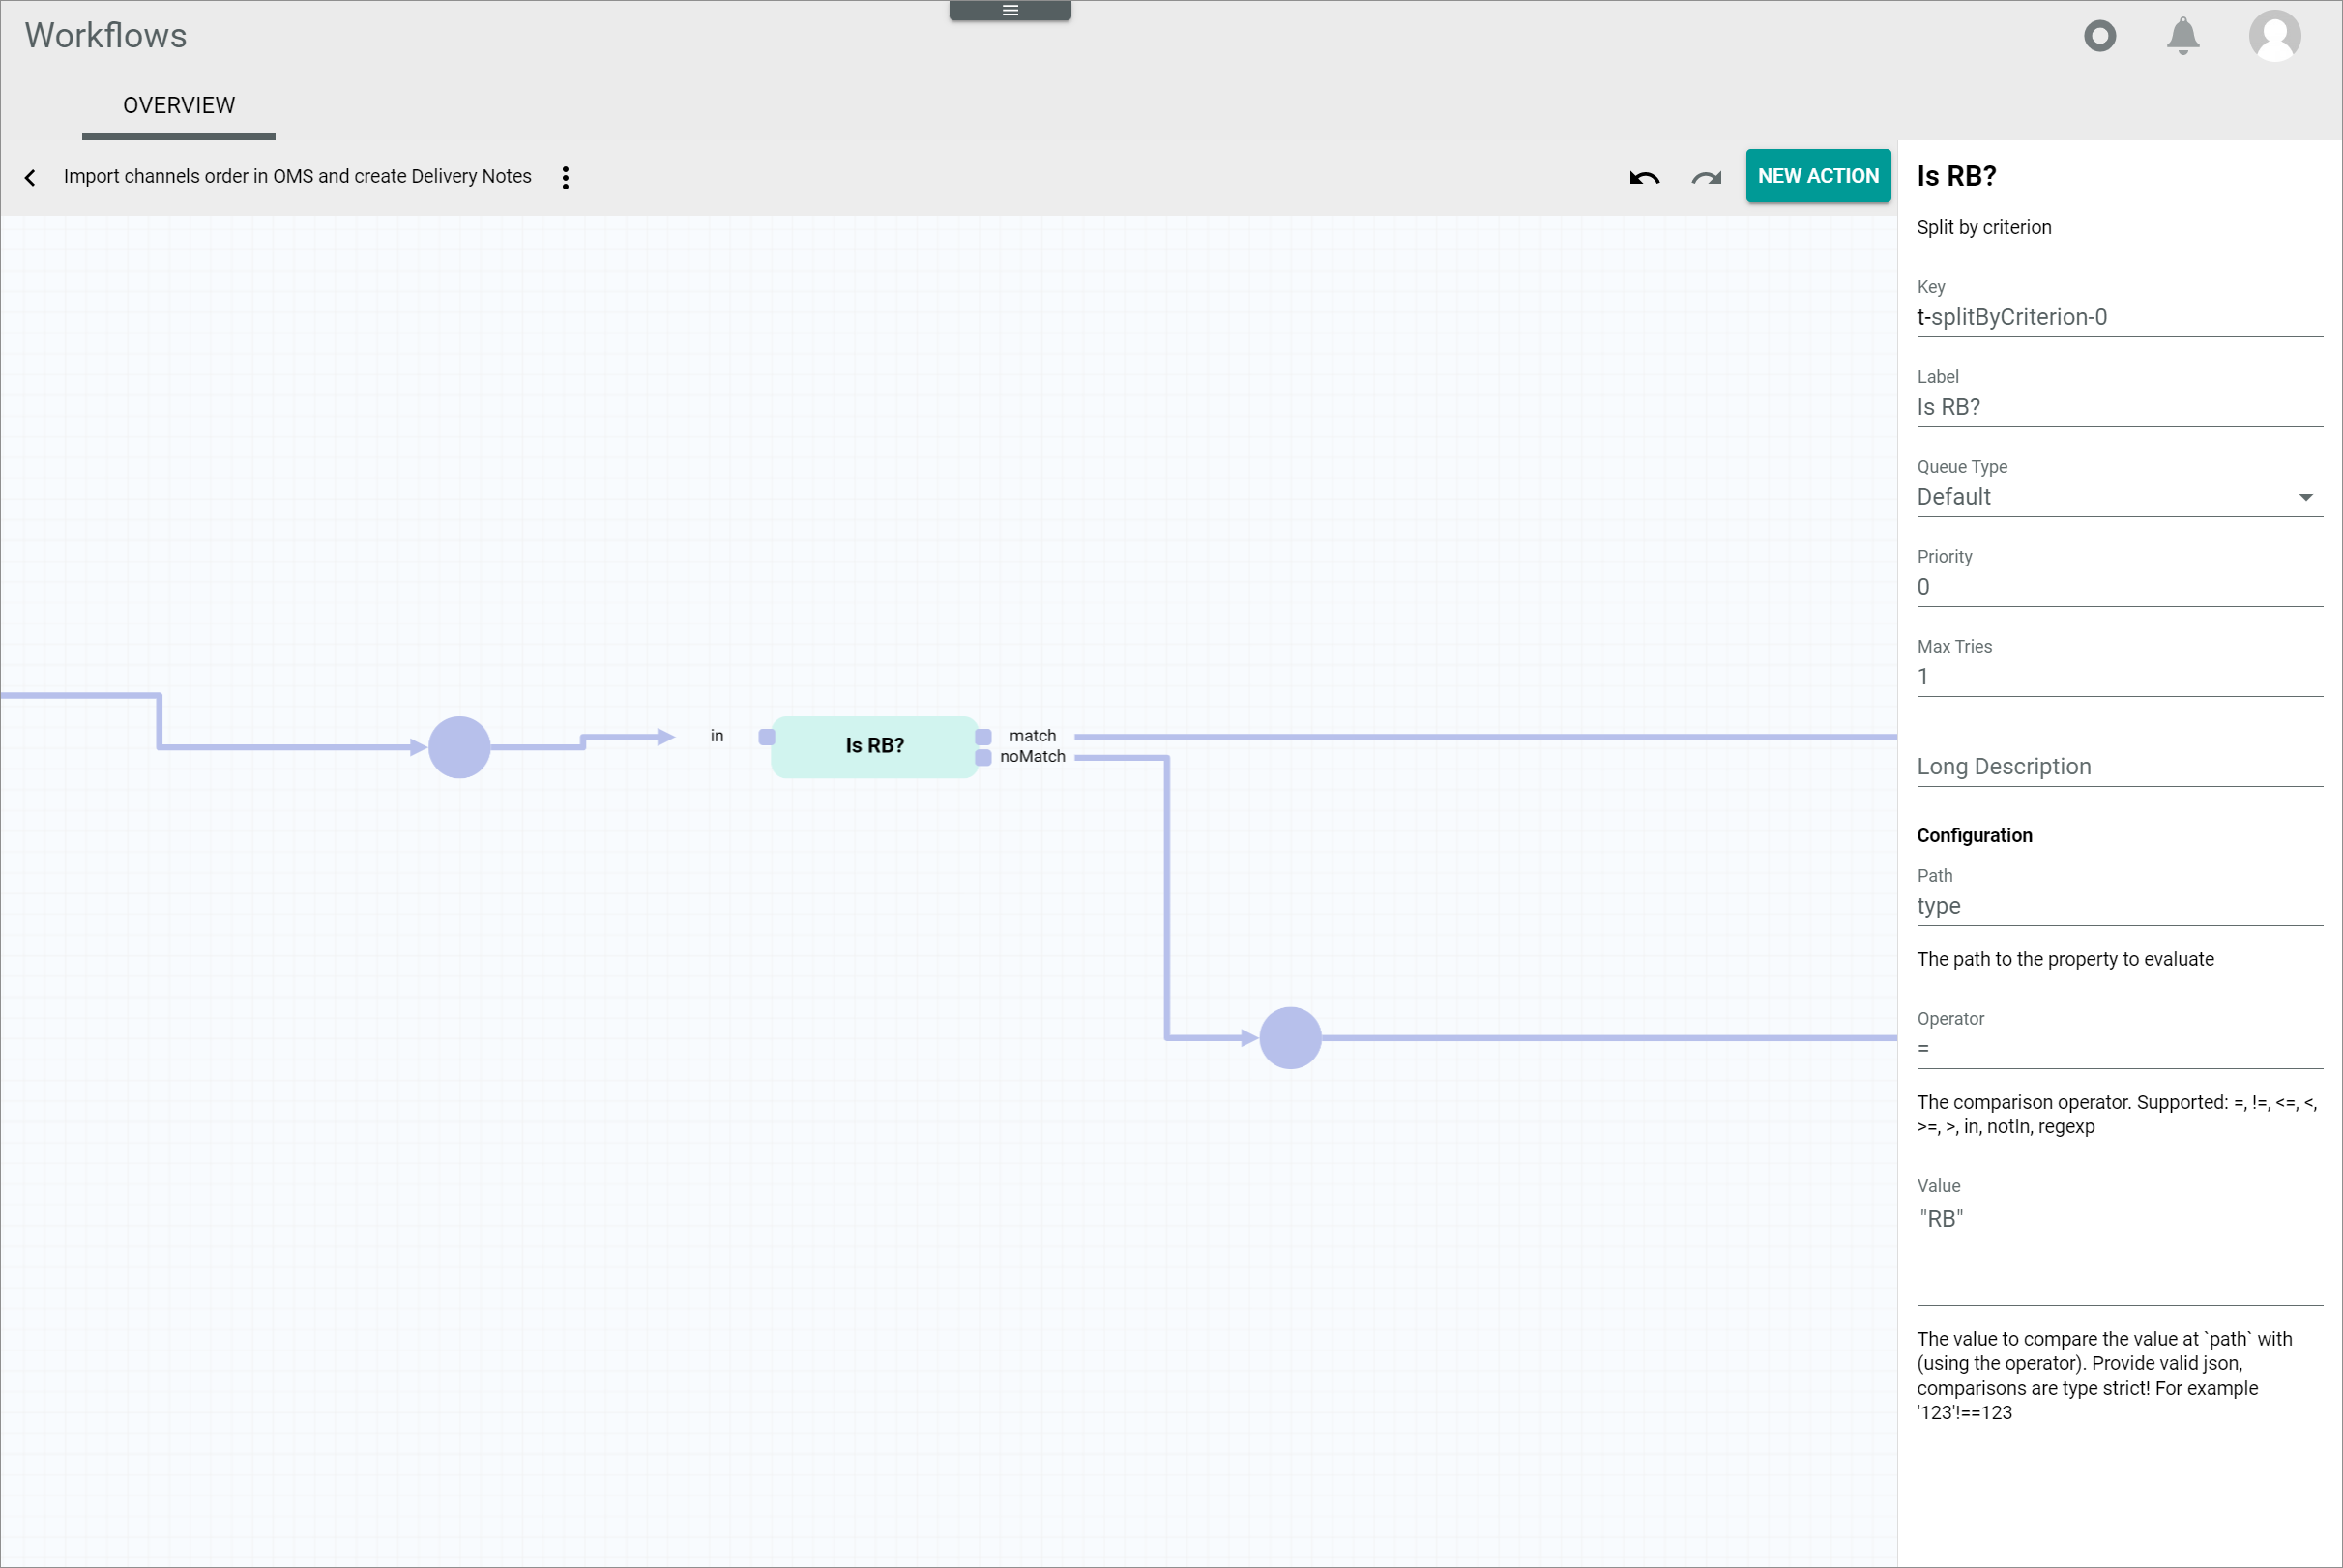 Workflows
OVERVIEW
Import channels order in OMS and create Delivery Notes
NEW ACTION
in
Is RB?
match
noMatch
Is RB?
Split by criterion
Key
t-splitByCriterion-0
Label
Is RB?
Queue Type
Default
Priority
0
Max Tries
1
Long Description
Configuration
Path
type
The path to the property to evaluate
Operator
=
The comparison operator. Supported: =, !=, <=, <,
>=, >, in, notIn, regexp
Value
"RB"
The value to compare the value at `path` with
(using the operator). Provide valid json,
comparisons are type strict! For example
'123'!==123